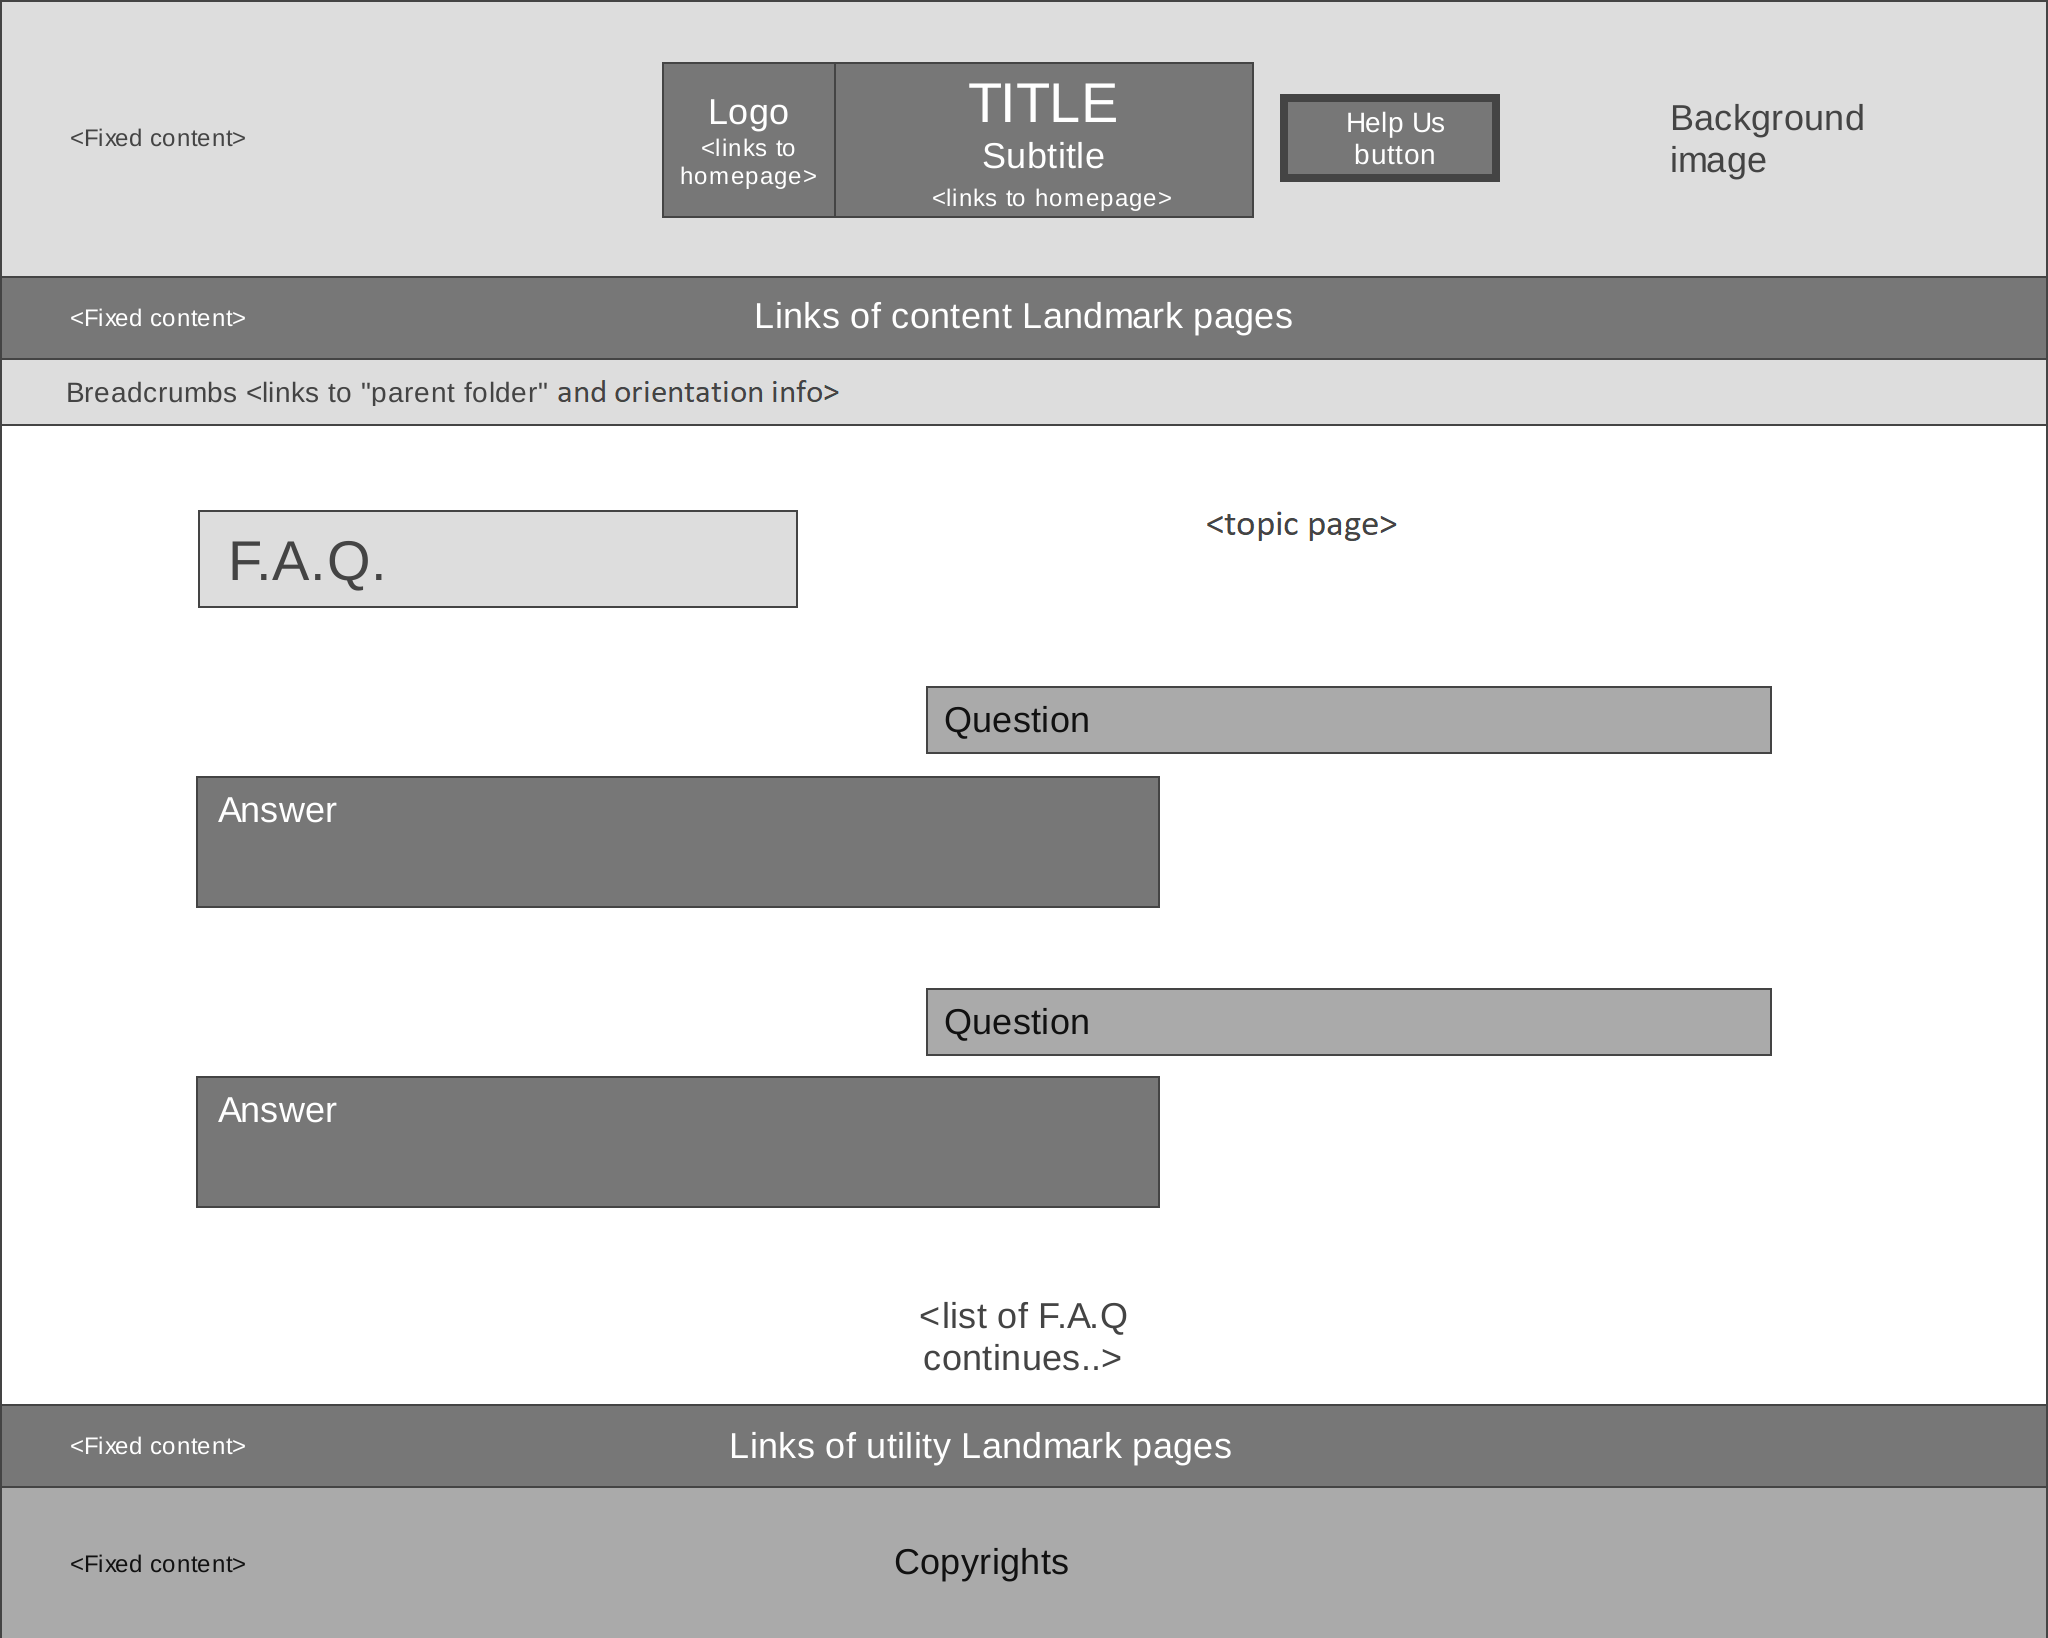 <Fixed content>
Logo
<links to
homepage>
TITLE
Subtitle
<links to homepage>
Help Us
button
Background
image
<Fixed content>
Links of content Landmark pages
Breadcrumbs <links to "parent folder" and orientation info>
F.A.Q.
<topic page>
Question
Answer
Question
Answer
<list of F.A.Q
continues..>
<Fixed content>
Links of utility Landmark pages
<Fixed content>
Copyrights